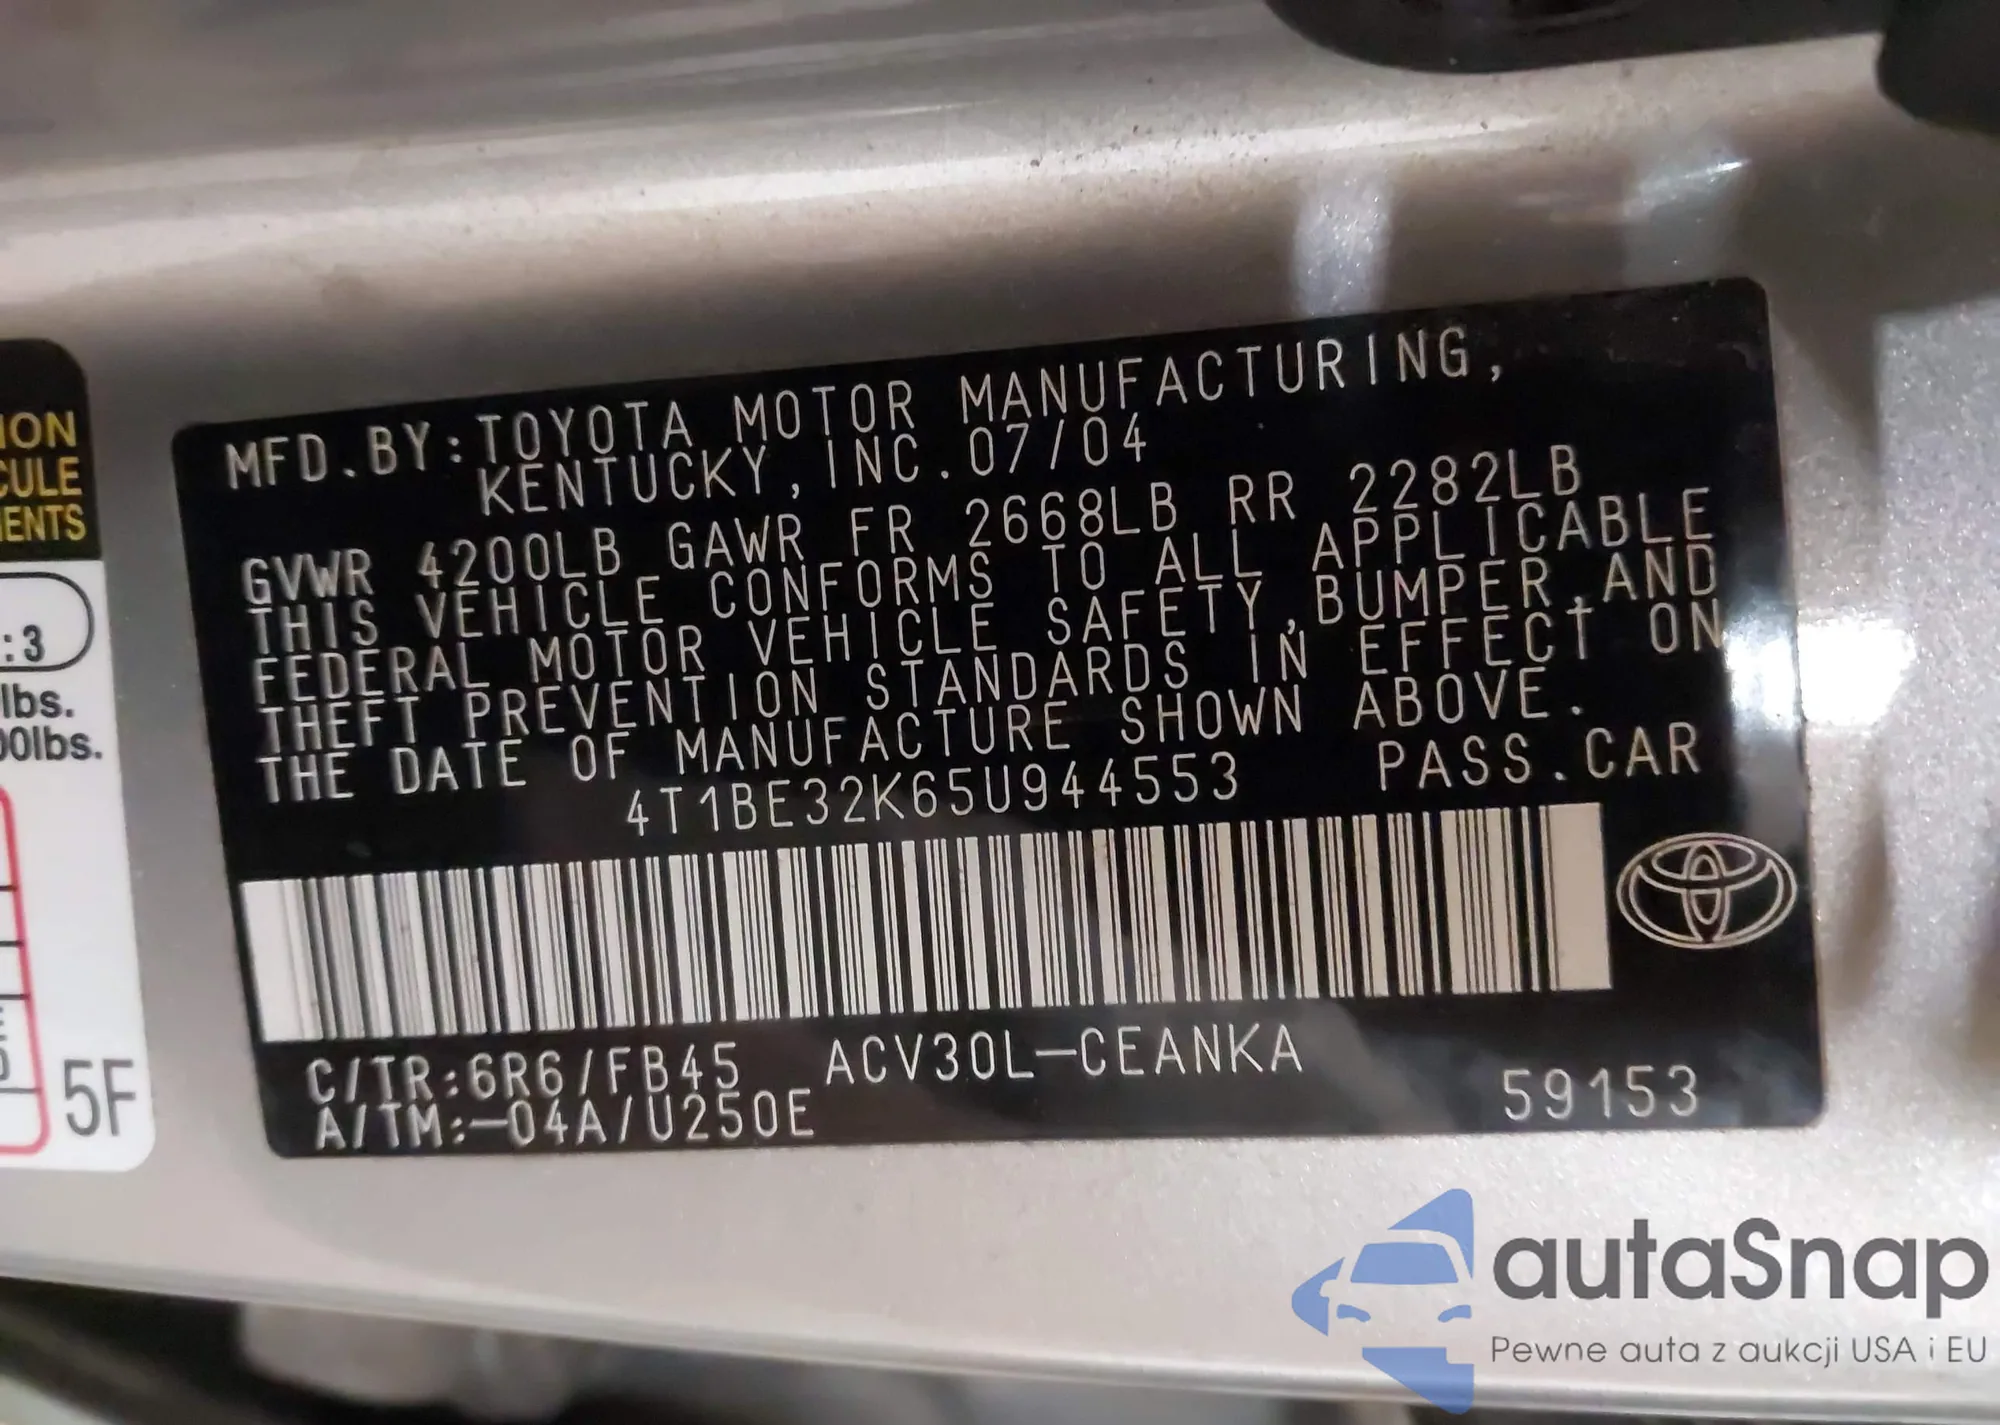 MFD.BY:TOYOTA MOTOR MANUFACTURING,
KENTUCKY,INC.07/04
GVWR 4200LB GAWR FR 2668LB RR 2282LB
THIS VEHICLE CONFORMS TO ALL APPLICABLE
FEDERAL MOTOR VEHICLE SAFETY,BUMPER,AND
THEFT PREVENTION STANDARDS IN EFFECT ON
THE DATE OF MANUFACTURE SHOWN ABOVE.
4T1BE32K65U944553 PASS.CAR
C/TR:6R6/FB45 ACV30L-CEANKA
A/TM:-04A/U250E 59153
:3
lbs.
00lbs.
5F
autaSnap
Pewne auta z aukcji USA i EU